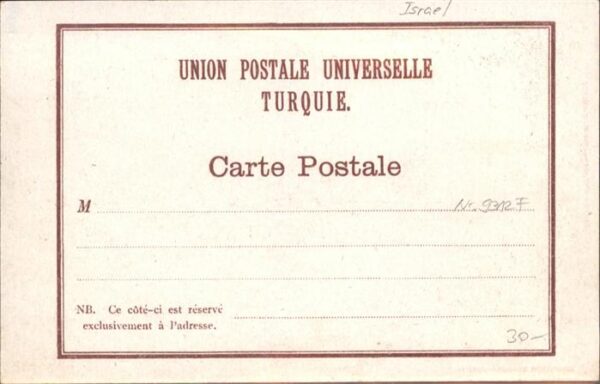 Israel
UNION POSTALE UNIVERSELLE
TURQUIE.
Carte Postale
M
Nr. 9312 F
NB. Ce côté-ci est réservé
exclusivement à l'adresse.
30-